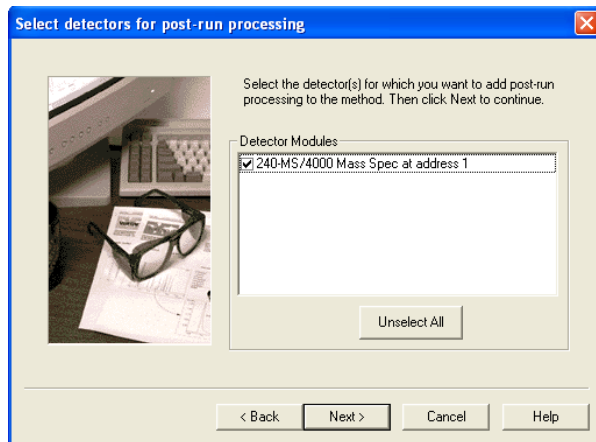 Select detectors for post-run processing
Select the detector(s) for which you want to add post-run
processing to the method. Then click Next to continue.
Detector Modules
240-MS/4000 Mass Spec at address 1
Unselect All
< Back
Next >
Cancel
Help